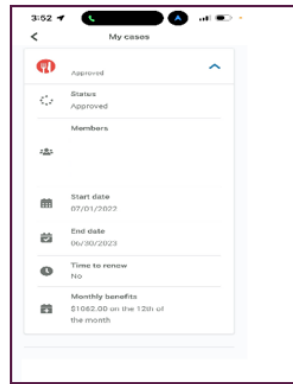 3:52
My cases
Approved
Status
Approved
Members
Start date
07/01/2022
End date
06/30/2023
Time to renew
No
Monthly benefits
$1062.00 on the 12th of
the month